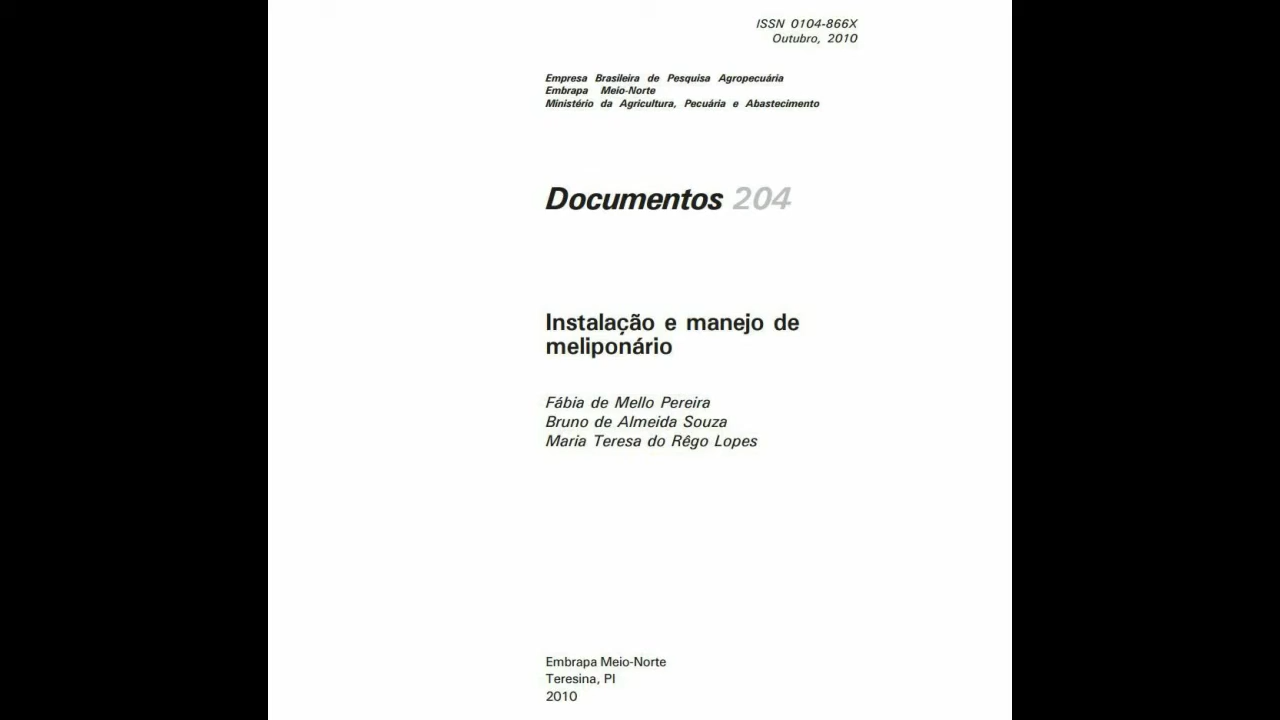 ISSN 0104-866X
Outubro, 2010
Empresa Brasileira de Pesquisa Agropecuária
Embrapa Meio-Norte
Ministério da Agricultura, Pecuária e Abastecimento
Documentos 204
Instalação e manejo de
meliponário
Fábia de Mello Pereira
Bruno de Almeida Souza
Maria Teresa do Rêgo Lopes
Embrapa Meio-Norte
Teresina, PI
2010